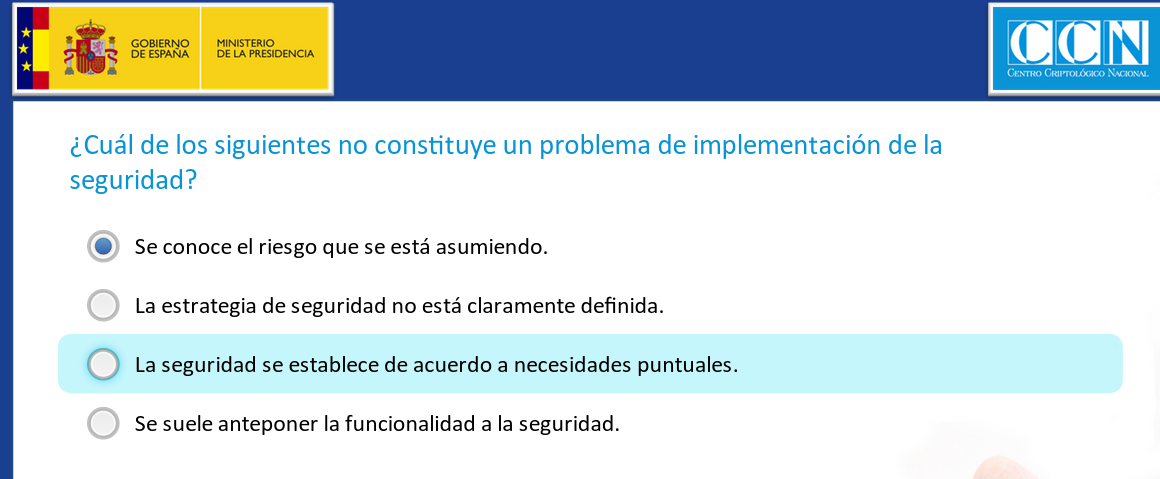 GOBIERNO
DE ESPAÑA
MINISTERIO
DE LA PRESIDENCIA
CCN
CENTRO CRIPTOLÓGICO NACIONAL
¿Cuál de los siguientes no constituye un problema de implementación de la
seguridad?
Se conoce el riesgo que se está asumiendo.
La estrategia de seguridad no está claramente definida.
La seguridad se establece de acuerdo a necesidades puntuales.
Se suele anteponer la funcionalidad a la seguridad.